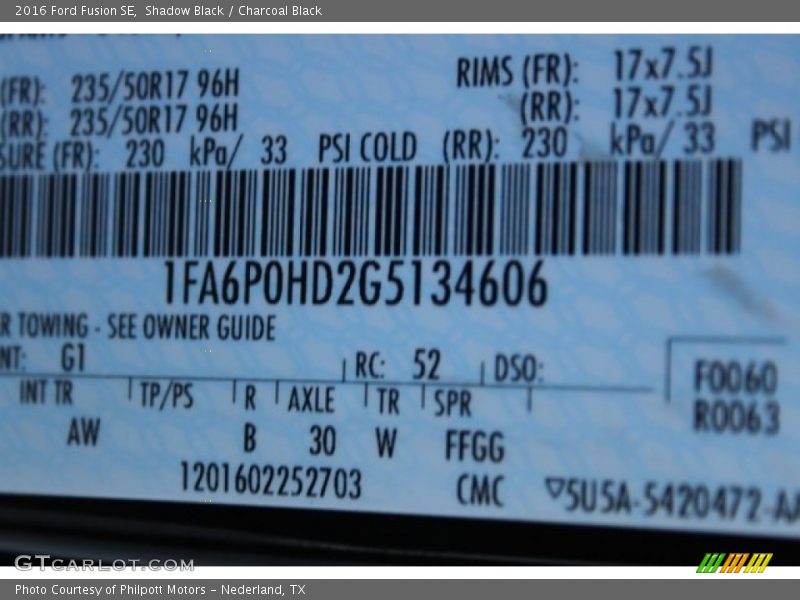 2016 Ford Fusion SE, Shadow Black / Charcoal Black
(FR): 235/50R17 96H RIMS (FR): 17x7.5J
(RR): 235/50R17 96H (RR): 17x7.5J
SURE (FR): 230 kPa/ 33 PSI COLD (RR): 230 kPa/ 33 PSI
1FA6P0HD2G5134606
R TOWING - SEE OWNER GUIDE
NT: G1 RC: 52 DSO: F0060
INT TR TP/PS R AXLE TR SPR R0063
AW B 30 W FFGG
1201602252703 CMC ▽5U5A-5420472-AA
GTCARLOT.COM
Photo Courtesy of Philpott Motors - Nederland, TX